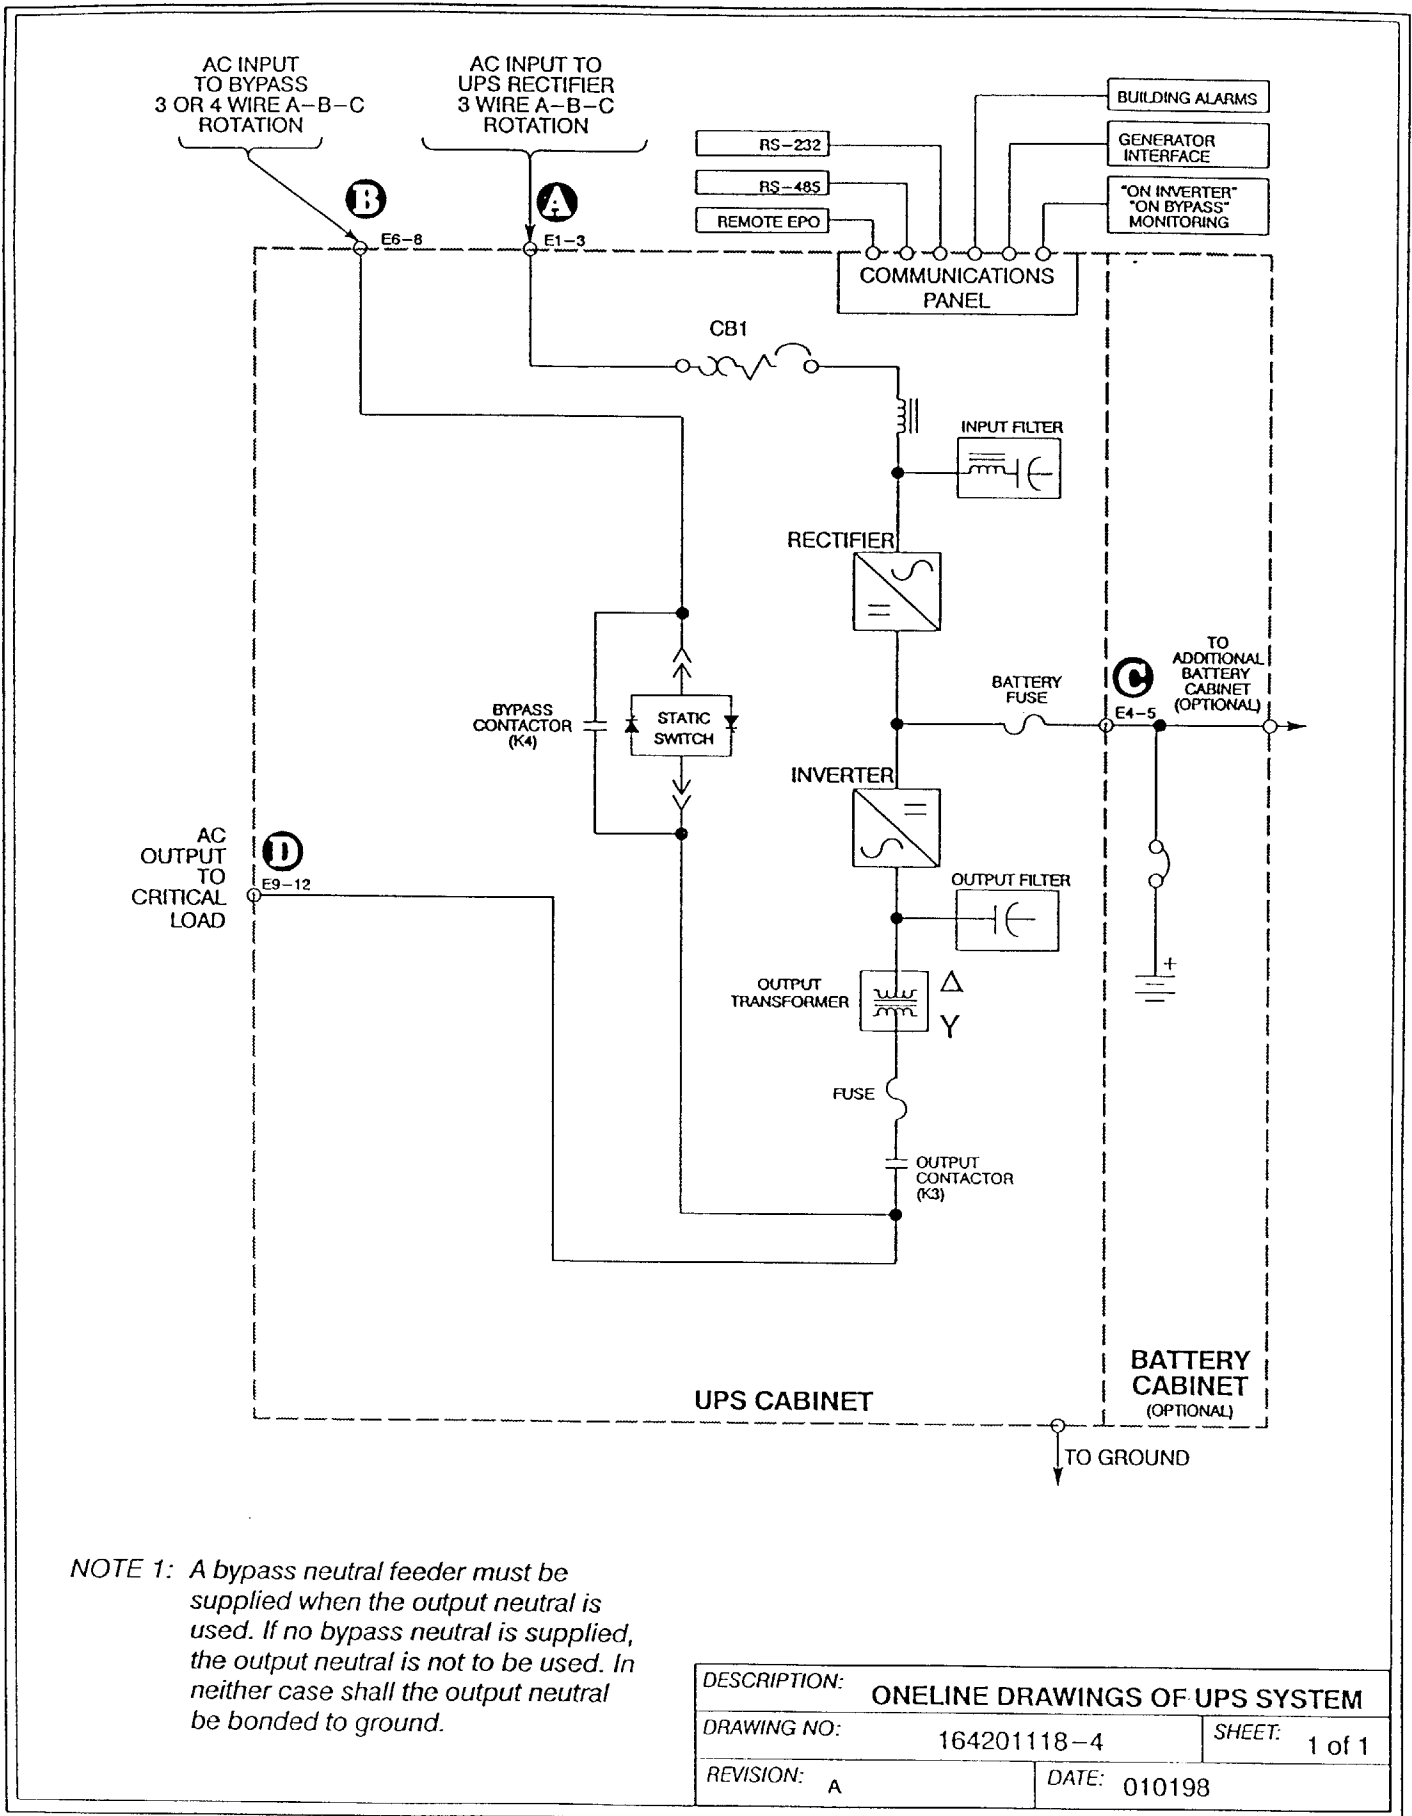 AC INPUT
TO BYPASS
3 OR 4 WIRE A-B-C
ROTATION
AC INPUT TO
UPS RECTIFIER
3 WIRE A-B-C
ROTATION
BUILDING ALARMS
RS-232
GENERATOR
INTERFACE
RS-485
"ON INVERTER"
"ON BYPASS"
MONITORING
REMOTE EPO
B
A
E6-8
E1-3
COMMUNICATIONS
PANEL
CB1
INPUT FILTER
RECTIFIER
TO
ADDITIONAL
BATTERY
CABINET
(OPTIONAL)
C
E4-5
BATTERY
FUSE
BYPASS
CONTACTOR
(K4)
STATIC
SWITCH
INVERTER
AC
OUTPUT
TO
CRITICAL
LOAD
D
E9-12
OUTPUT FILTER
+
OUTPUT
TRANSFORMER
Δ
Y
FUSE
OUTPUT
CONTACTOR
(K3)
UPS CABINET
BATTERY
CABINET
(OPTIONAL)
TO GROUND
NOTE 1: A bypass neutral feeder must be
supplied when the output neutral is
used. If no bypass neutral is supplied,
the output neutral is not to be used. In
neither case shall the output neutral
be bonded to ground.
DESCRIPTION: ONELINE DRAWINGS OF UPS SYSTEM
DRAWING NO: 164201118-4 SHEET: 1 of 1
REVISION: A DATE: 010198